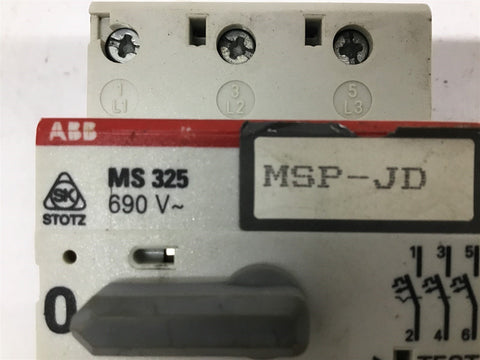 1 3 5
L1 L2 L3
ABB
MS 325
690 V~
SK
STOTZ
MSP-JD
1 3 5
0
2 4 6
TEST